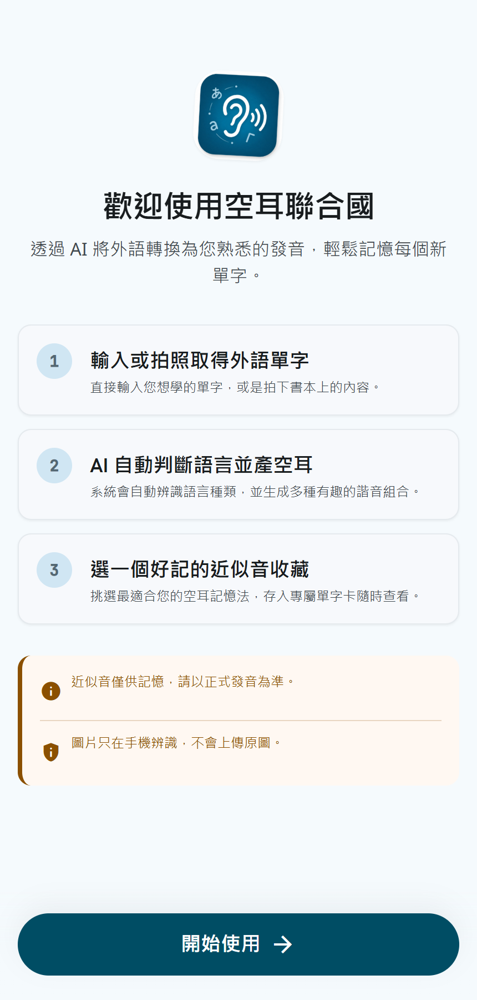 あ
a
歡迎使用空耳聯合國
透過 AI 將外語轉換為您熟悉的發音，輕鬆記憶每個新
單字。
1
輸入或拍照取得外語單字
直接輸入您想學的單字，或是拍下書本上的內容。
2
AI 自動判斷語言並產空耳
系統會自動辨識語言種類，並生成多種有趣的諧音組合。
3
選一個好記的近似音收藏
挑選最適合您的空耳記憶法，存入專屬單字卡隨時查看。
近似音僅供記憶，請以正式發音為準。
圖片只在手機辨識，不會上傳原圖。
開始使用